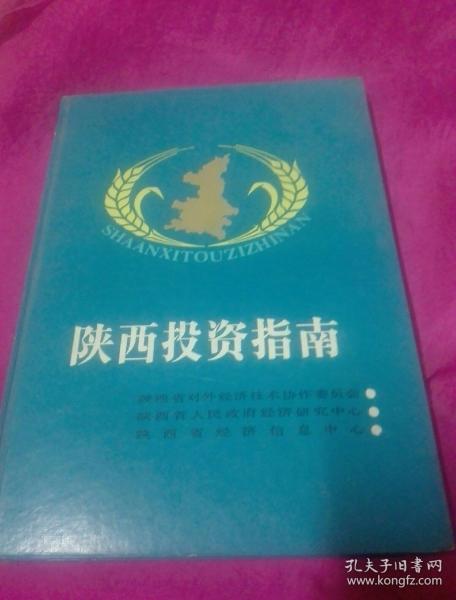 SHAANXITOUZIZHINAN
陕西投资指南
陕西省对外经济技术协作委员会
陕西省人民政府经济研究中心
陕西省经济信息中心
孔夫子旧书网
www.kongfz.com